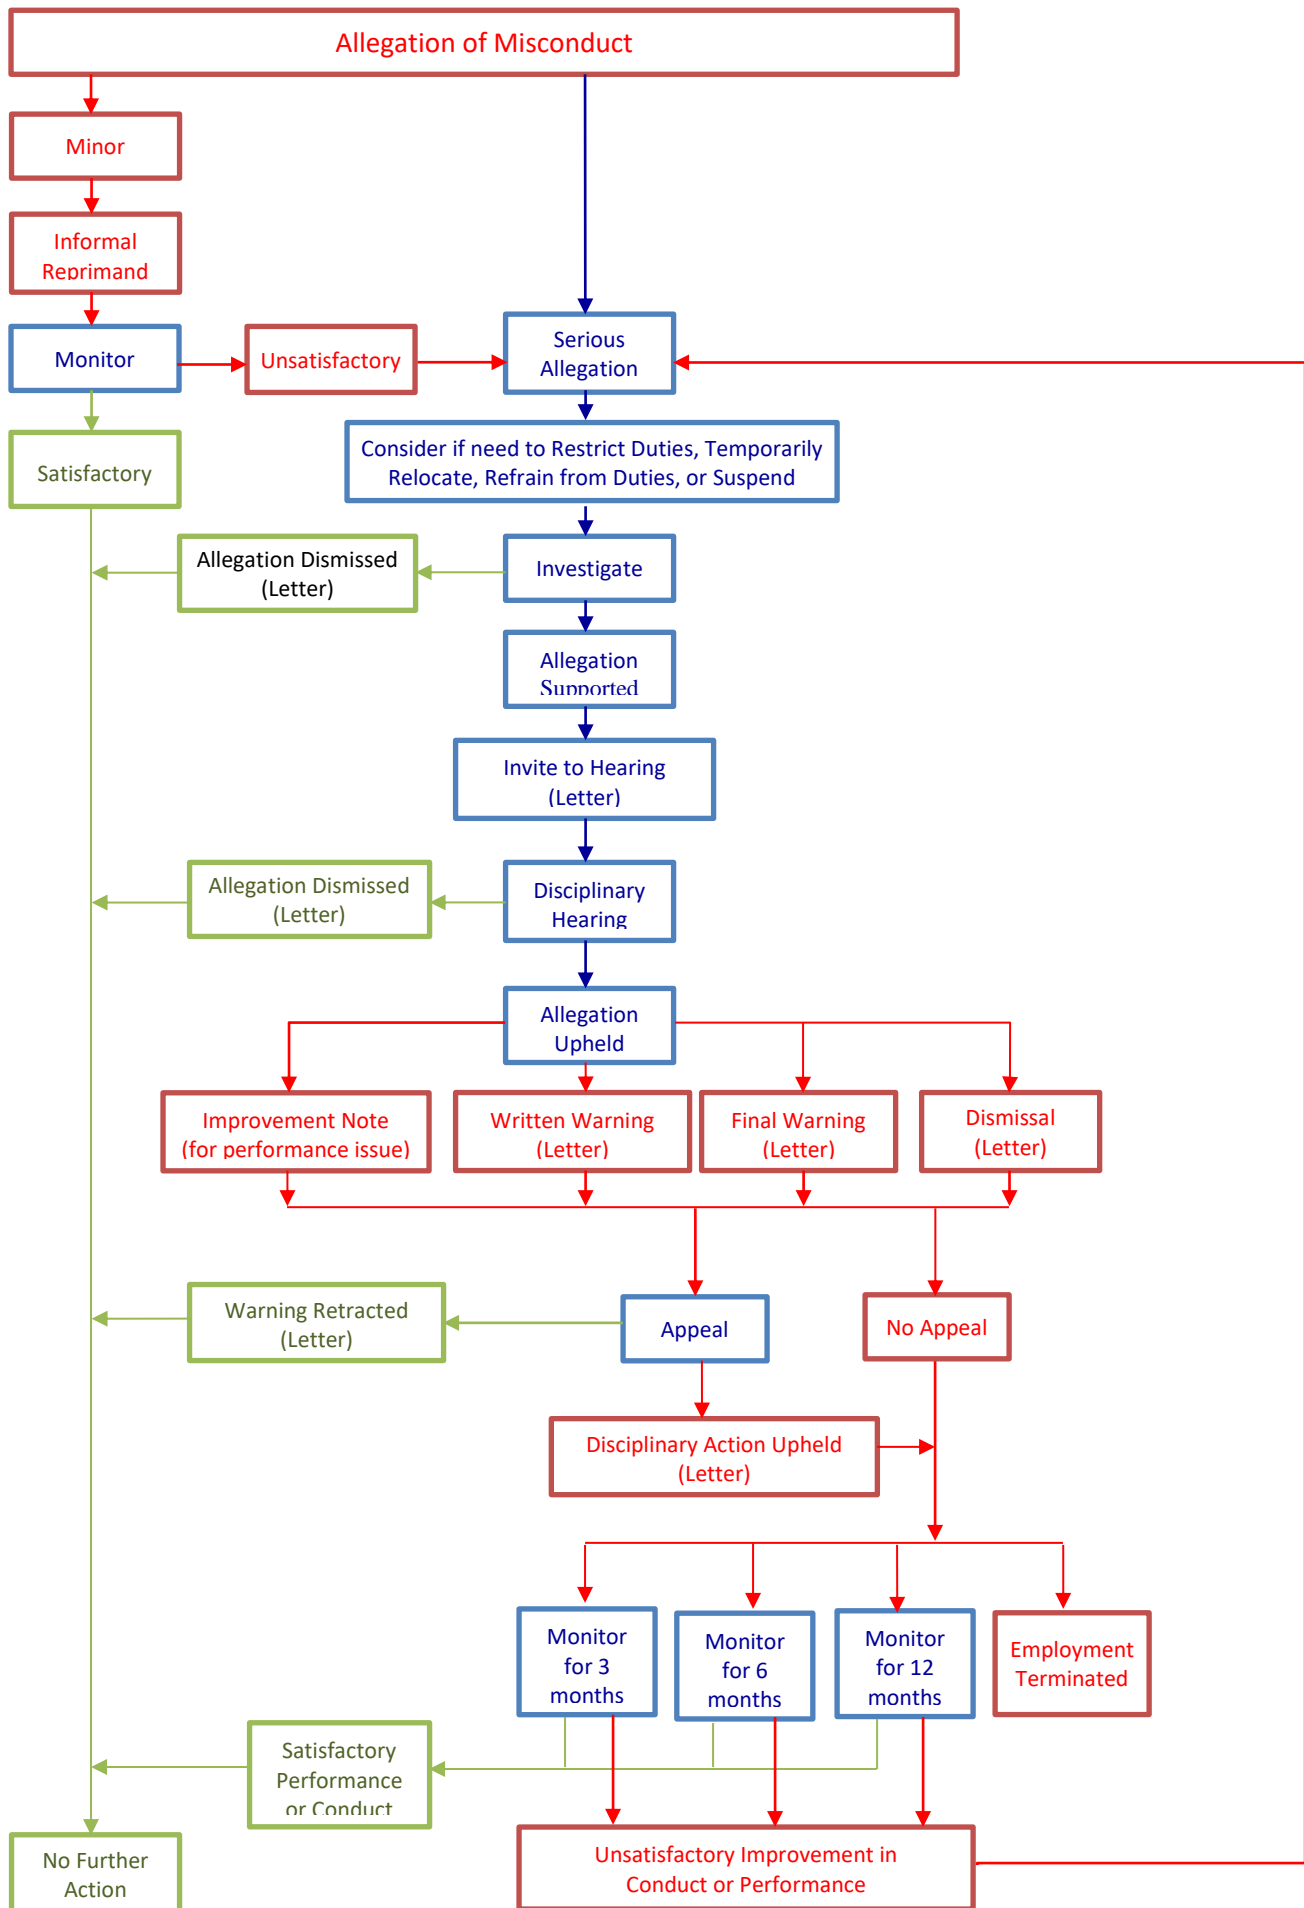 Allegation of Misconduct
Minor
Informal
Reprimand
Monitor
Unsatisfactory
Serious
Allegation
Consider if need to Restrict Duties, Temporarily
Relocate, Refrain from Duties, or Suspend
Satisfactory
Allegation Dismissed
(Letter)
Investigate
Allegation
Supported
Invite to Hearing
(Letter)
Allegation Dismissed
(Letter)
Disciplinary
Hearing
Allegation
Upheld
Improvement Note
(for performance issue)
Written Warning
(Letter)
Final Warning
(Letter)
Dismissal
(Letter)
Warning Retracted
(Letter)
Appeal
No Appeal
Disciplinary Action Upheld
(Letter)
Monitor
for 3
months
Monitor
for 6
months
Monitor
for 12
months
Employment
Terminated
Satisfactory
Performance
or Conduct
No Further
Action
Unsatisfactory Improvement in
Conduct or Performance